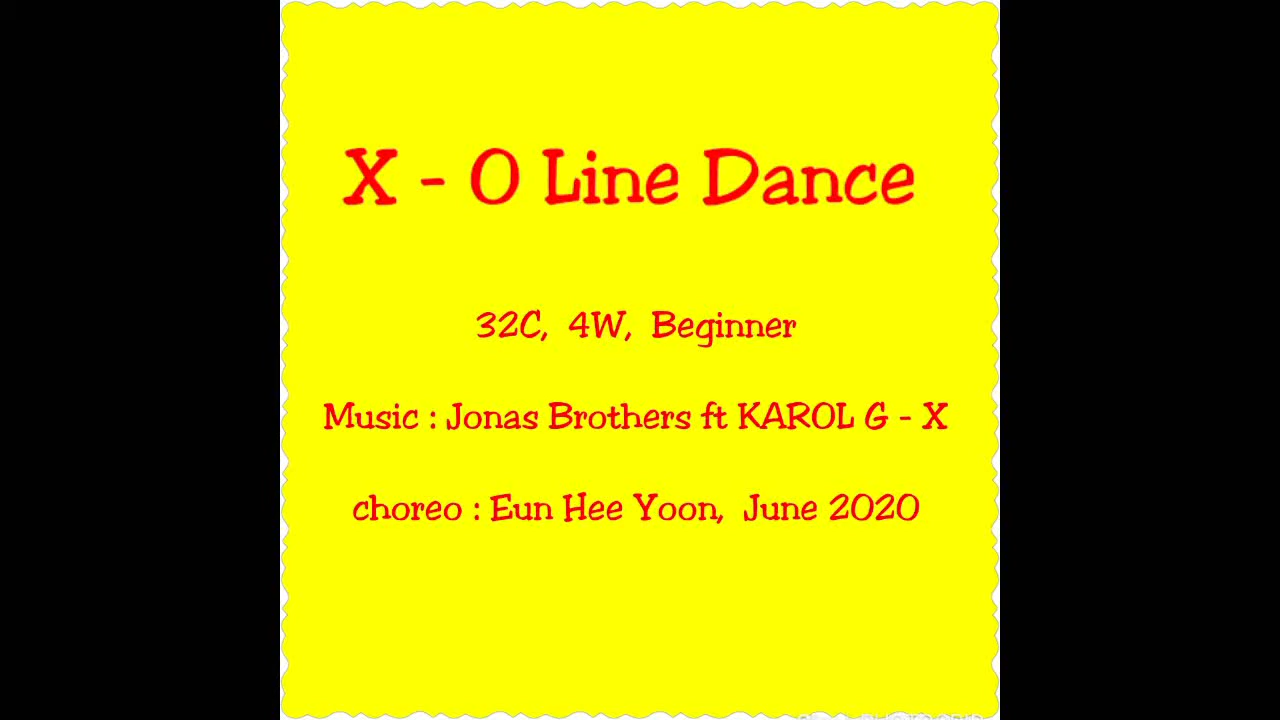 X - O Line Dance
32C, 4W, Beginner
Music : Jonas Brothers ft KAROL G - X
choreo : Eun Hee Yoon, June 2020